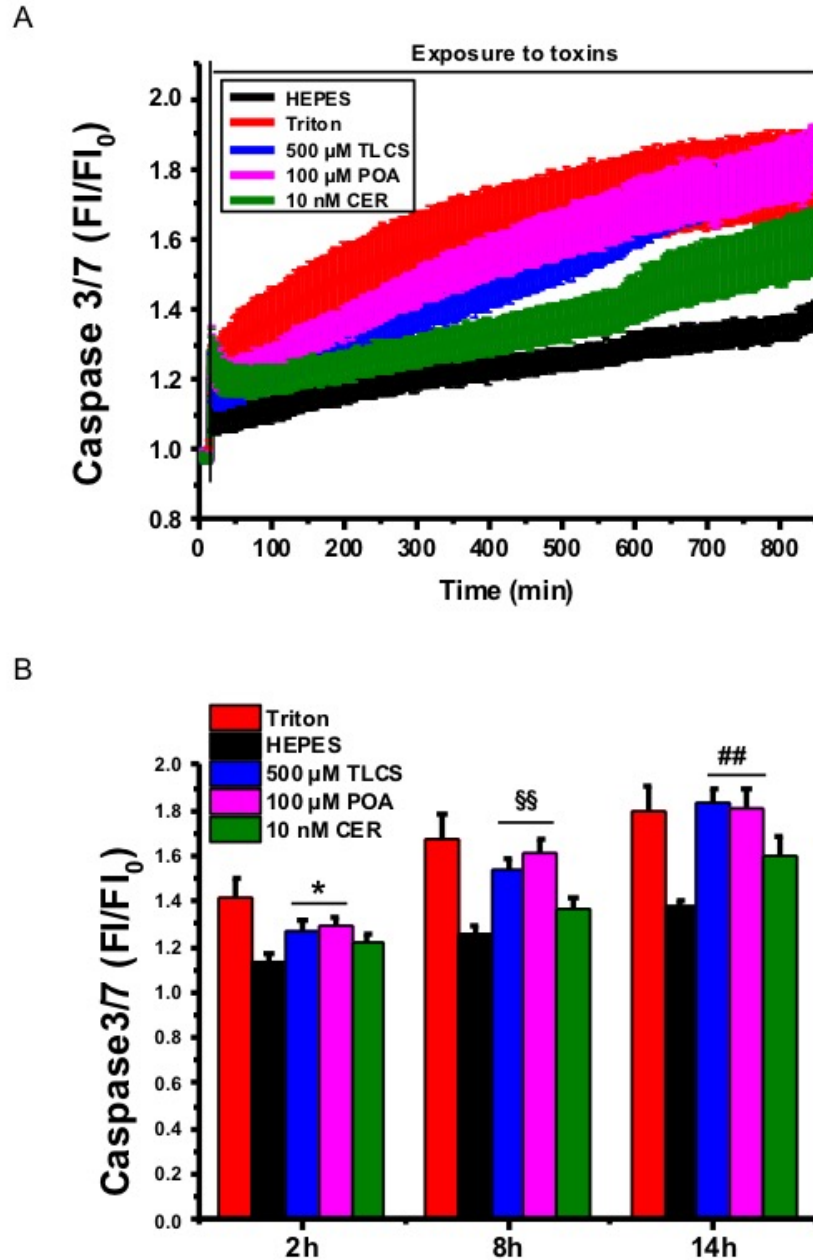 A
Exposure to toxins
HEPES
Triton
500 µM TLCS
100 µM POA
10 nM CER
Caspase 3/7 (FI/FI0)
2.0
1.8
1.6
1.4
1.2
1.0
0.8
0 100 200 300 400 500 600 700 800
Time (min)
B
Triton
HEPES
500 µM TLCS
100 µM POA
10 nM CER
Caspase3/7 (FI/FI0)
2.0
1.8
1.6
1.4
1.2
1.0
0.8
0.6
0.4
0.2
0.0
*
§§
##
2h 8h 14h